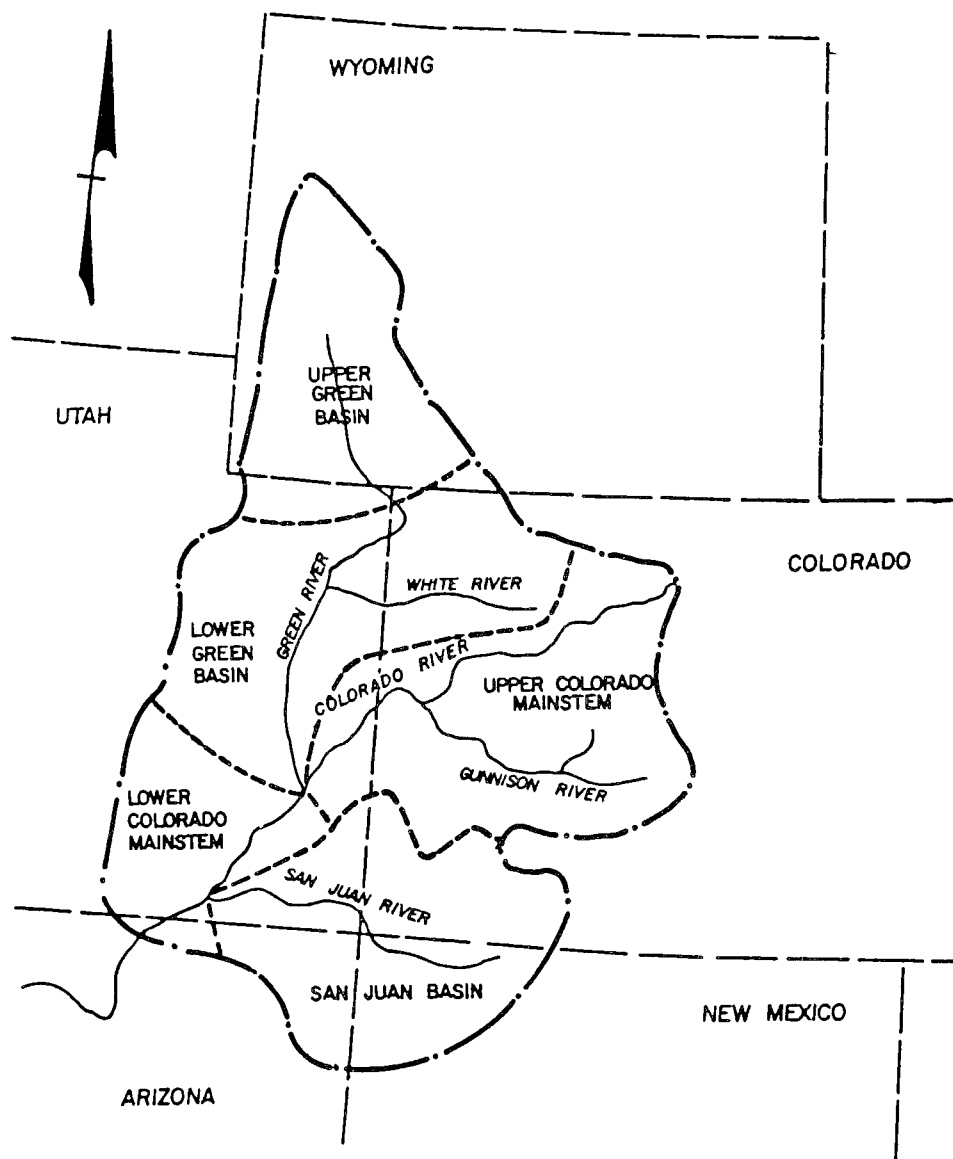 WYOMING
UPPER
GREEN
BASIN
UTAH
COLORADO
GREEN RIVER
WHITE RIVER
LOWER
GREEN
BASIN
COLORADO RIVER
UPPER COLORADO
MAINSTEM
GUNNISON RIVER
LOWER
COLORADO
MAINSTEM
SAN JUAN RIVER
SAN JUAN BASIN
NEW MEXICO
ARIZONA